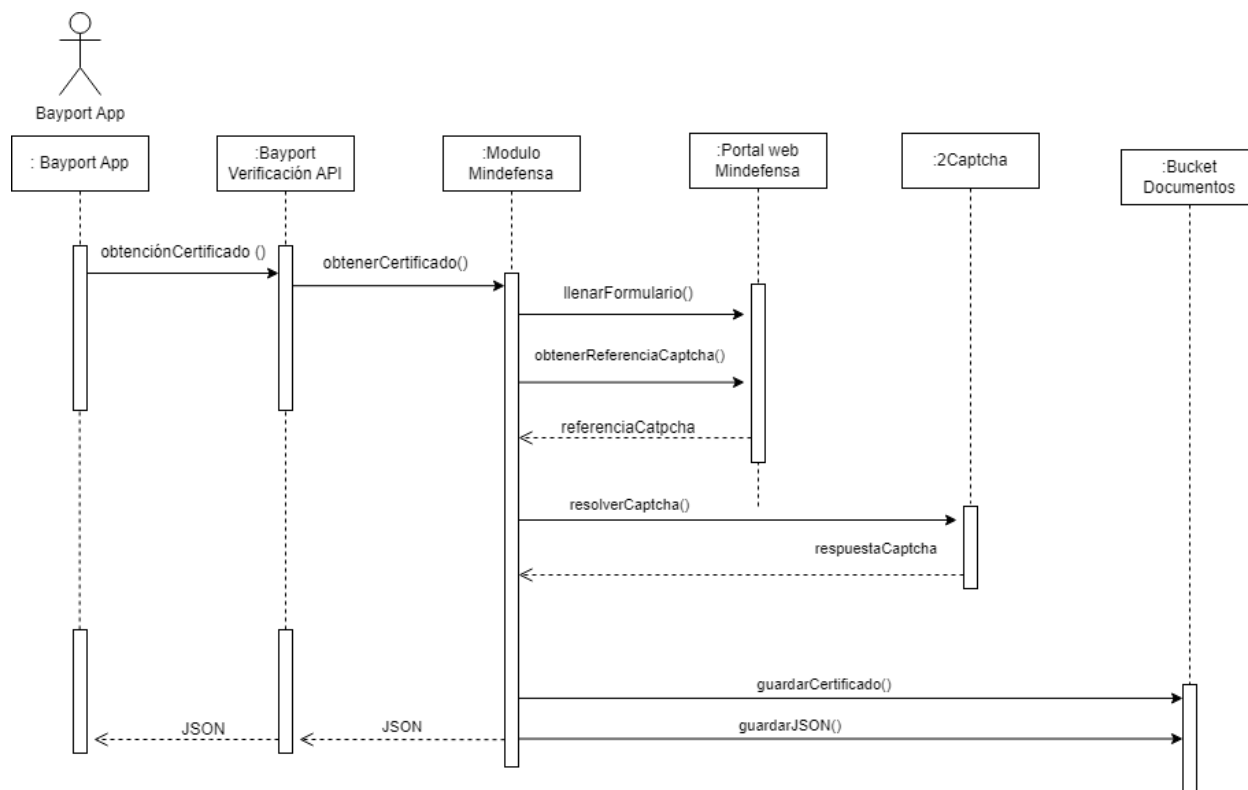 Bayport App
: Bayport App
:Bayport
Verificación API
:Modulo
Mindefensa
:Portal web
Mindefensa
:2Captcha
:Bucket
Documentos
obtenciónCertificado ()
obtenerCertificado()
llenarFormulario()
obtenerReferenciaCaptcha()
referenciaCatpcha
resolverCaptcha()
respuestaCaptcha
guardarCertificado()
JSON
JSON
guardarJSON()